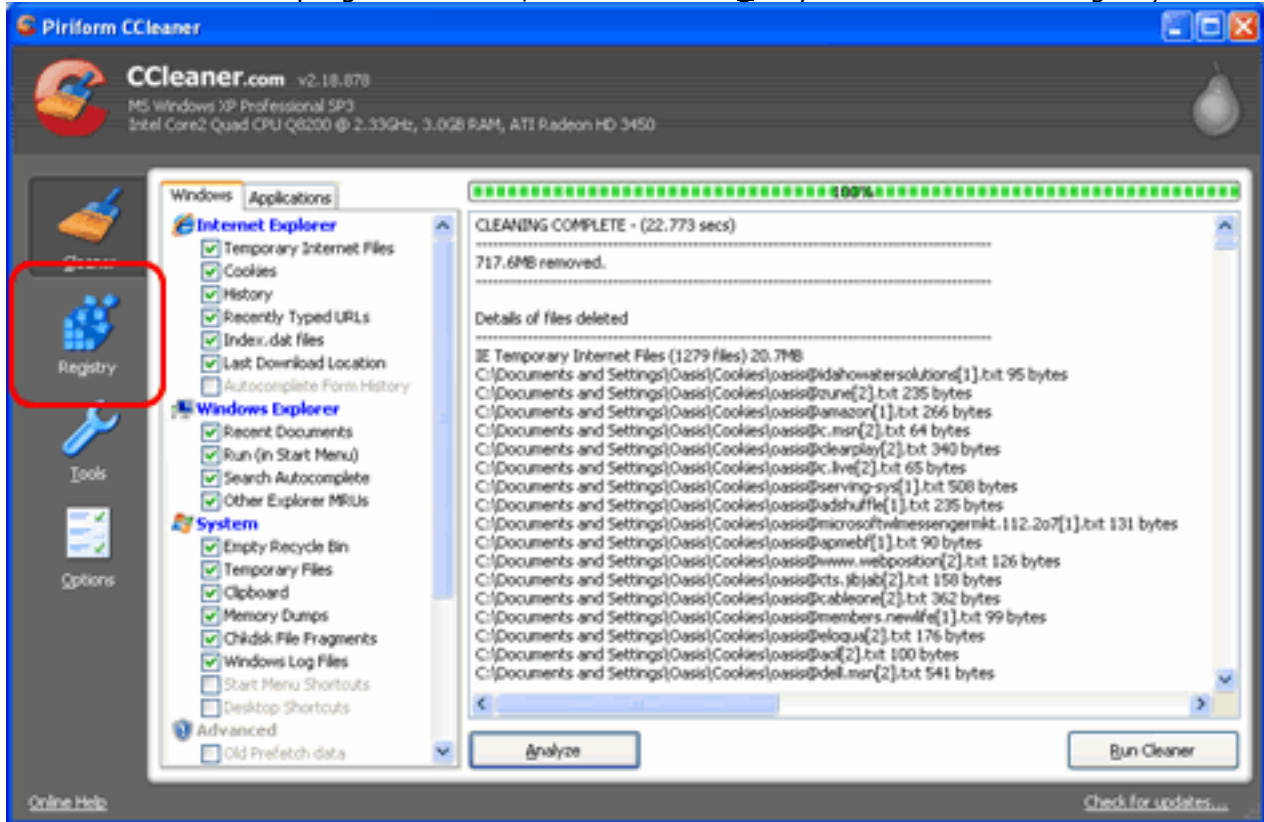 Piriform CCleaner
CCleaner.com v2.18.878
MS Windows XP Professional SP3
Intel Core2 Quad CPU Q8200 @ 2.33GHz, 3.0GB RAM, ATI Radeon HD 3450
Cleaner
Registry
Tools
Options
Windows Applications
Internet Explorer
Temporary Internet Files
Cookies
History
Recently Typed URLs
Index.dat files
Last Download Location
Autocomplete Form History
Windows Explorer
Recent Documents
Run (in Start Menu)
Search Autocomplete
Other Explorer MRUs
System
Empty Recycle Bin
Temporary Files
Clipboard
Memory Dumps
Chkdsk File Fragments
Windows Log Files
Start Menu Shortcuts
Desktop Shortcuts
Advanced
Old Prefetch data
100%
CLEANING COMPLETE - (22.773 secs)
717.6MB removed.
Details of files deleted
IE Temporary Internet Files (1279 files) 20.7MB
C:\Documents and Settings\Oasis\Cookies\oasis@idahowatersolutions[1].txt 95 bytes
C:\Documents and Settings\Oasis\Cookies\oasis@zune[2].txt 235 bytes
C:\Documents and Settings\Oasis\Cookies\oasis@amazon[1].txt 266 bytes
C:\Documents and Settings\Oasis\Cookies\oasis@c.msn[2].txt 64 bytes
C:\Documents and Settings\Oasis\Cookies\oasis@clearplay[2].txt 340 bytes
C:\Documents and Settings\Oasis\Cookies\oasis@c.live[2].txt 65 bytes
C:\Documents and Settings\Oasis\Cookies\oasis@serving-sys[1].txt 508 bytes
C:\Documents and Settings\Oasis\Cookies\oasis@adshuffle[1].txt 235 bytes
C:\Documents and Settings\Oasis\Cookies\oasis@microsoftwlmessengermkt.112.2o7[1].txt 131 bytes
C:\Documents and Settings\Oasis\Cookies\oasis@apmebf[1].txt 90 bytes
C:\Documents and Settings\Oasis\Cookies\oasis@www.webposition[2].txt 126 bytes
C:\Documents and Settings\Oasis\Cookies\oasis@cts.jibjab[2].txt 158 bytes
C:\Documents and Settings\Oasis\Cookies\oasis@cableone[2].txt 362 bytes
C:\Documents and Settings\Oasis\Cookies\oasis@members.newlife[1].txt 99 bytes
C:\Documents and Settings\Oasis\Cookies\oasis@eloqua[2].txt 176 bytes
C:\Documents and Settings\Oasis\Cookies\oasis@aol[2].txt 100 bytes
C:\Documents and Settings\Oasis\Cookies\oasis@dell.msn[2].txt 541 bytes
Analyze
Run Cleaner
Online Help
Check for updates...